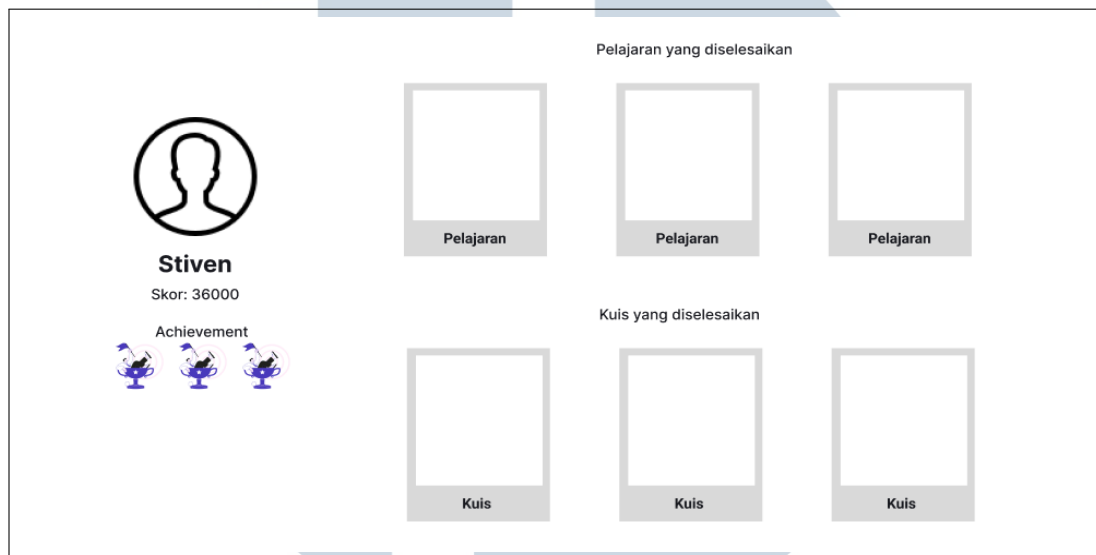 Pelajaran yang diselesaikan
Pelajaran
Pelajaran
Pelajaran
Stiven
Skor: 36000
Achievement
Kuis yang diselesaikan
Kuis
Kuis
Kuis